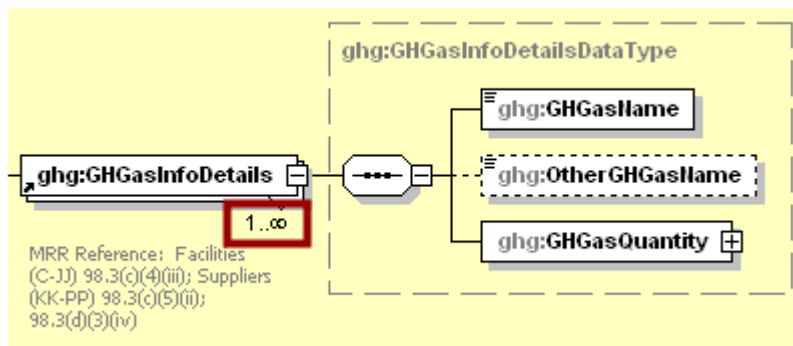 ghg:GHGasInfoDetailsDataType
ghg:GHGasName
ghg:GHGasInfoDetails
ghg:OtherGHGasName
1..∞
ghg:GHGasQuantity
MRR Reference: Facilities
(C-JJ) 98.3(c)(4)(iii); Suppliers
(KK-PP) 98.3(c)(5)(ii);
98.3(d)(3)(iv)